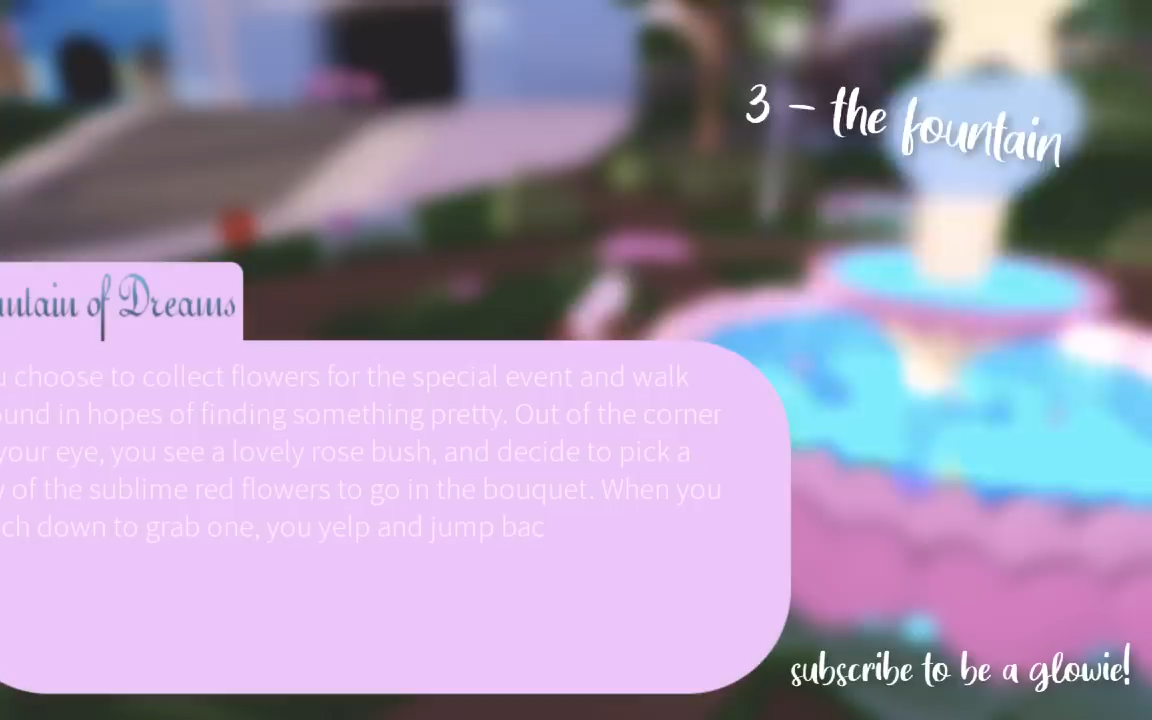 3 - the fountain
of Dreams
choose to collect flowers for the special event and walk
in hopes of finding something pretty. Out of the corner
your eye, you see a lovely rose bush, and decide to pick a
of the sublime red flowers to go in the bouquet. When you
down to grab one, you yelp and jump bac
subscribe to be a glowie!